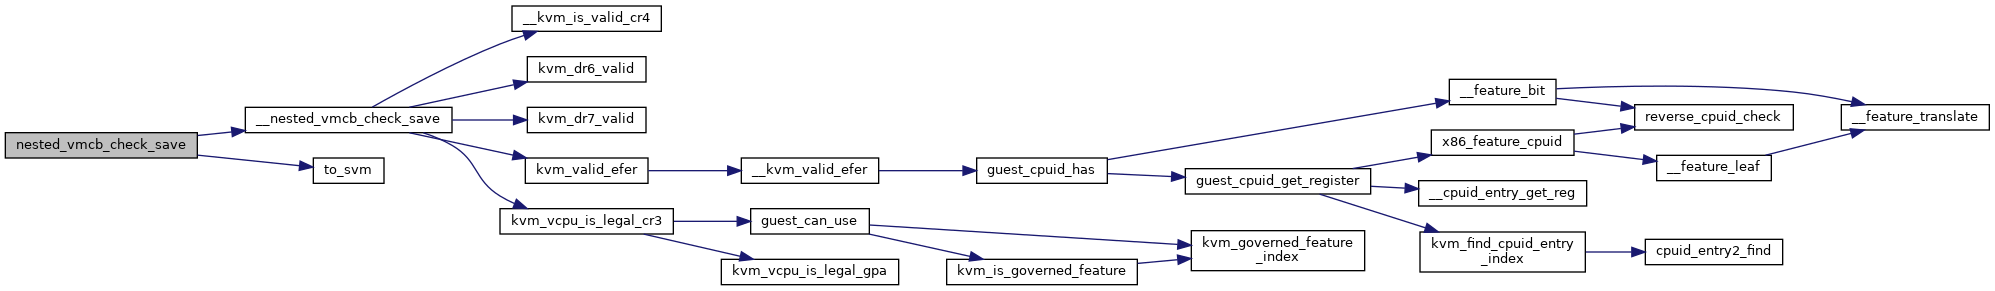 nested_vmcb_check_save
__nested_vmcb_check_save
to_svm
__kvm_is_valid_cr4
kvm_dr6_valid
kvm_dr7_valid
kvm_valid_efer
kvm_vcpu_is_legal_cr3
__kvm_valid_efer
guest_can_use
kvm_vcpu_is_legal_gpa
guest_cpuid_has
kvm_is_governed_feature
kvm_governed_feature
_index
guest_cpuid_get_register
__feature_bit
x86_feature_cpuid
__cpuid_entry_get_reg
kvm_find_cpuid_entry
_index
reverse_cpuid_check
__feature_leaf
cpuid_entry2_find
__feature_translate